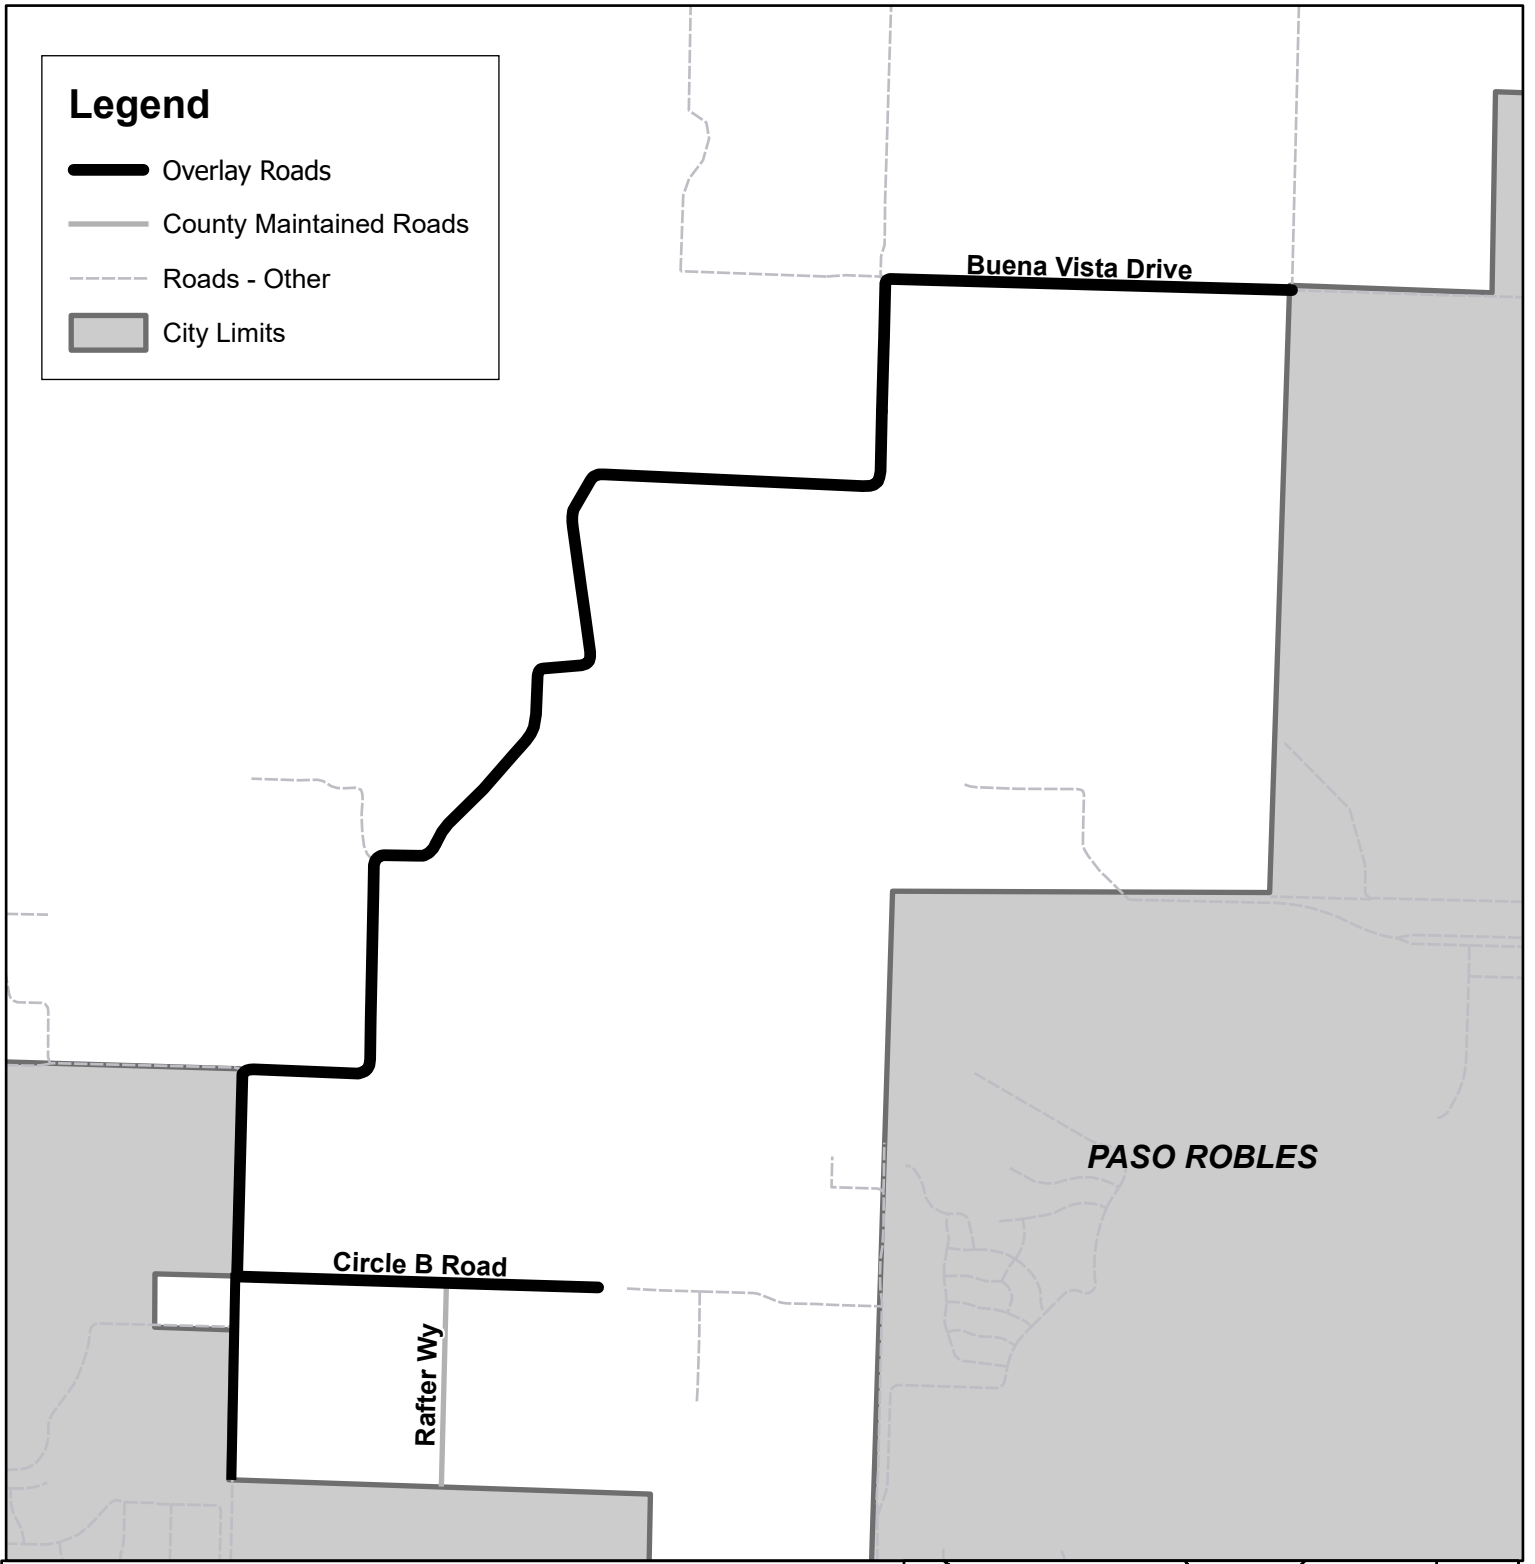 Legend
Overlay Roads
County Maintained Roads
Roads - Other
City Limits
Buena Vista Drive
PASO ROBLES
Circle B Road
Rafter Wy